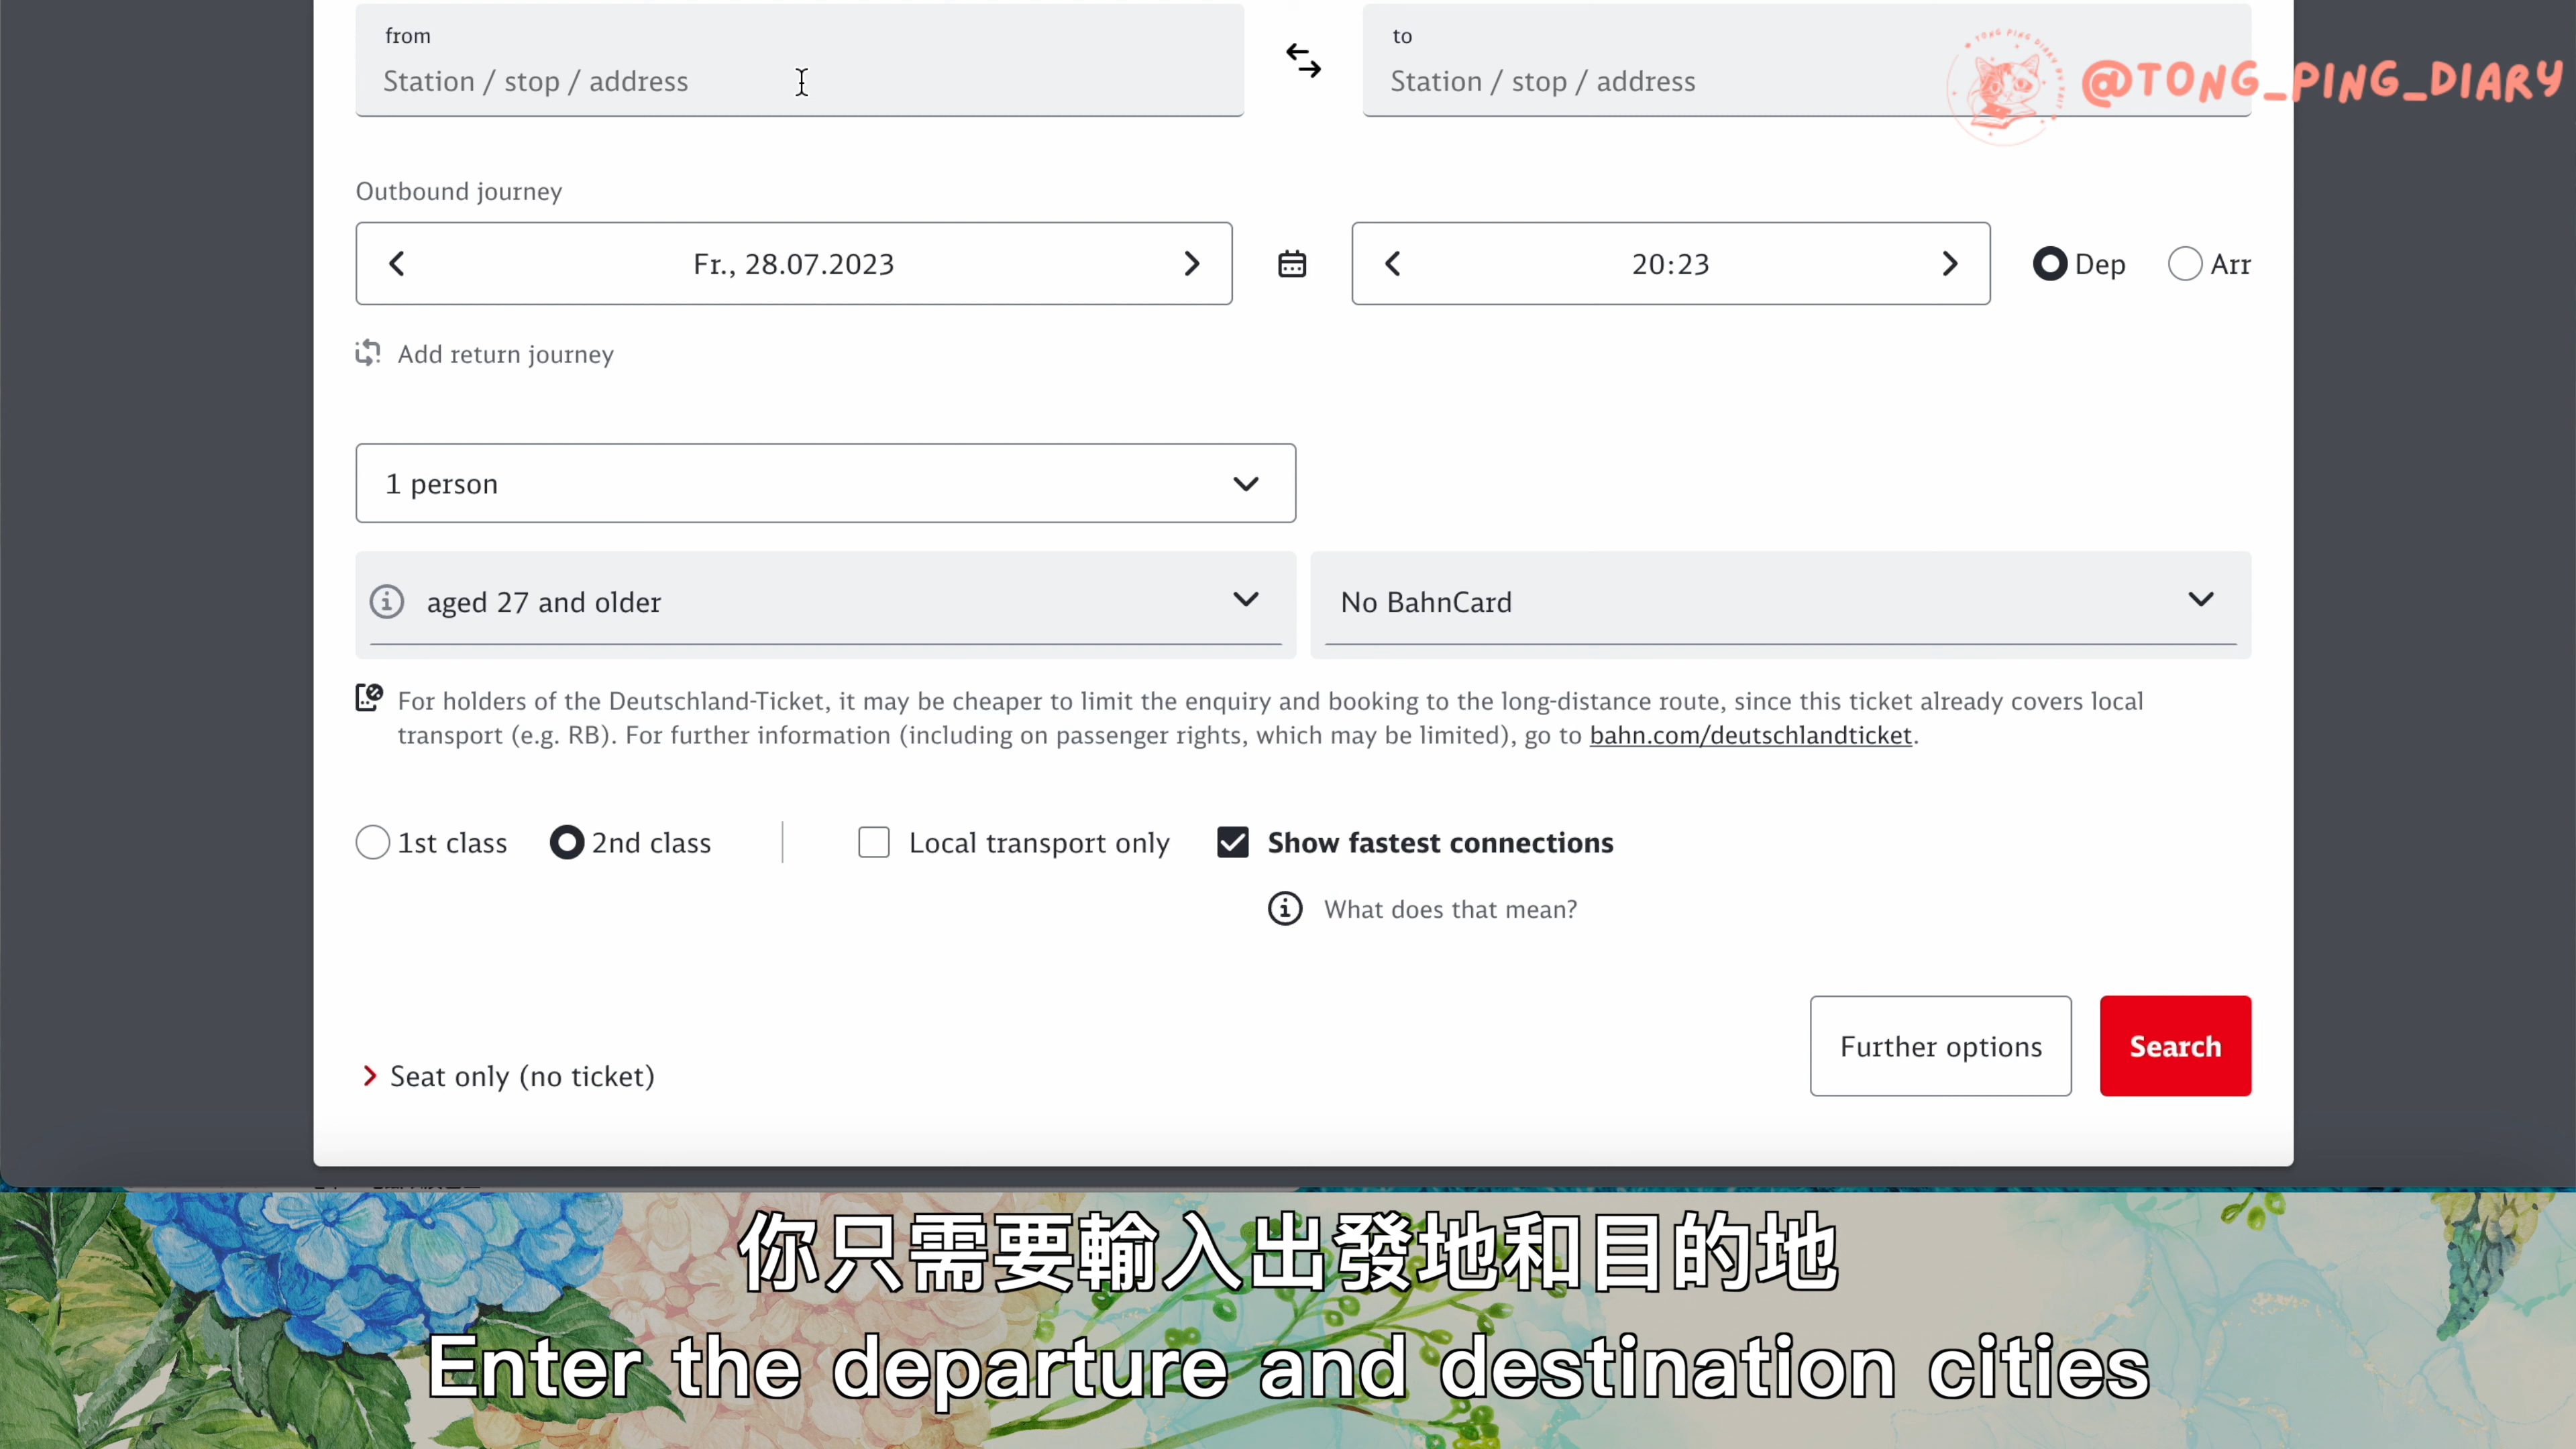 from
Station / stop / address
to
Station / stop / address
@TONG_PING_DIARY
Outbound journey
Fr., 28.07.2023
20:23
Dep
Arr
Add return journey
1 person
aged 27 and older
No BahnCard
For holders of the Deutschland-Ticket, it may be cheaper to limit the enquiry and booking to the long-distance route, since this ticket already covers local
transport (e.g. RB). For further information (including on passenger rights, which may be limited), go to bahn.com/deutschlandticket.
1st class
2nd class
Local transport only
Show fastest connections
What does that mean?
Further options
Search
Seat only (no ticket)
你只需要輸入出發地和目的地
Enter the departure and destination cities